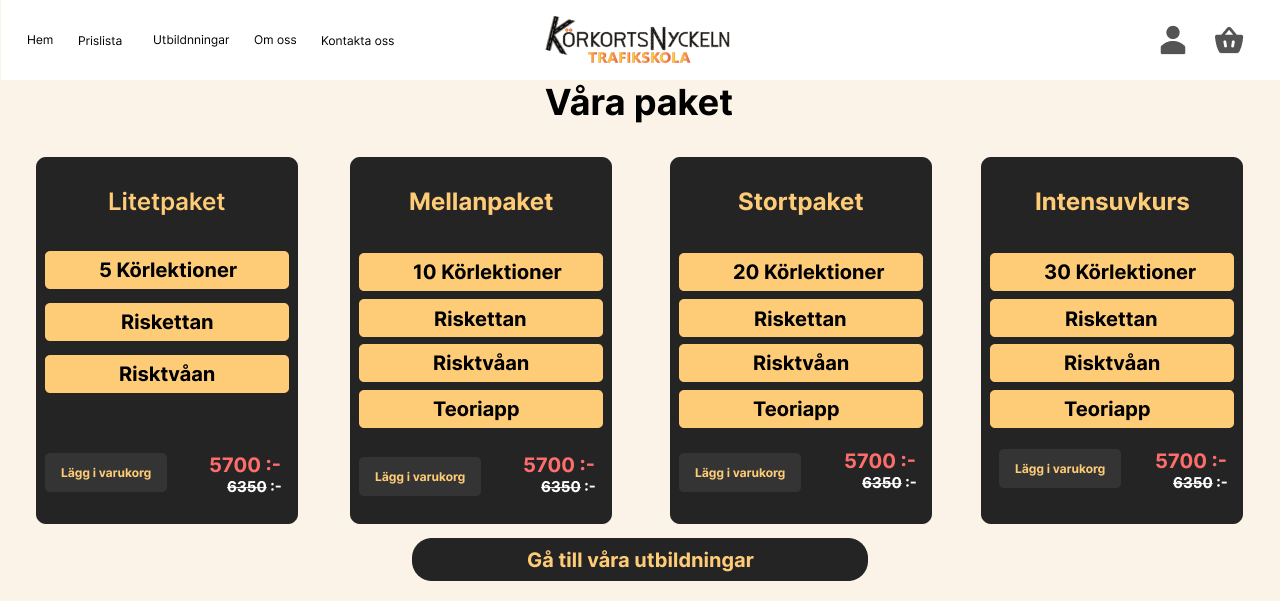 Hem
Prislista
Utbildnningar
Om oss
Kontakta oss
KörkortsNyckeln
TRAFIKSKOLA
Våra paket
Litetpaket
5 Körlektioner
Riskettan
Risktvåan
Lägg i varukorg
5700 :-
6350 :-
Mellanpaket
10 Körlektioner
Riskettan
Risktvåan
Teoriapp
Lägg i varukorg
5700 :-
6350 :-
Stortpaket
20 Körlektioner
Riskettan
Risktvåan
Teoriapp
Lägg i varukorg
5700 :-
6350 :-
Intensuvkurs
30 Körlektioner
Riskettan
Risktvåan
Teoriapp
Lägg i varukorg
5700 :-
6350 :-
Gå till våra utbildningar